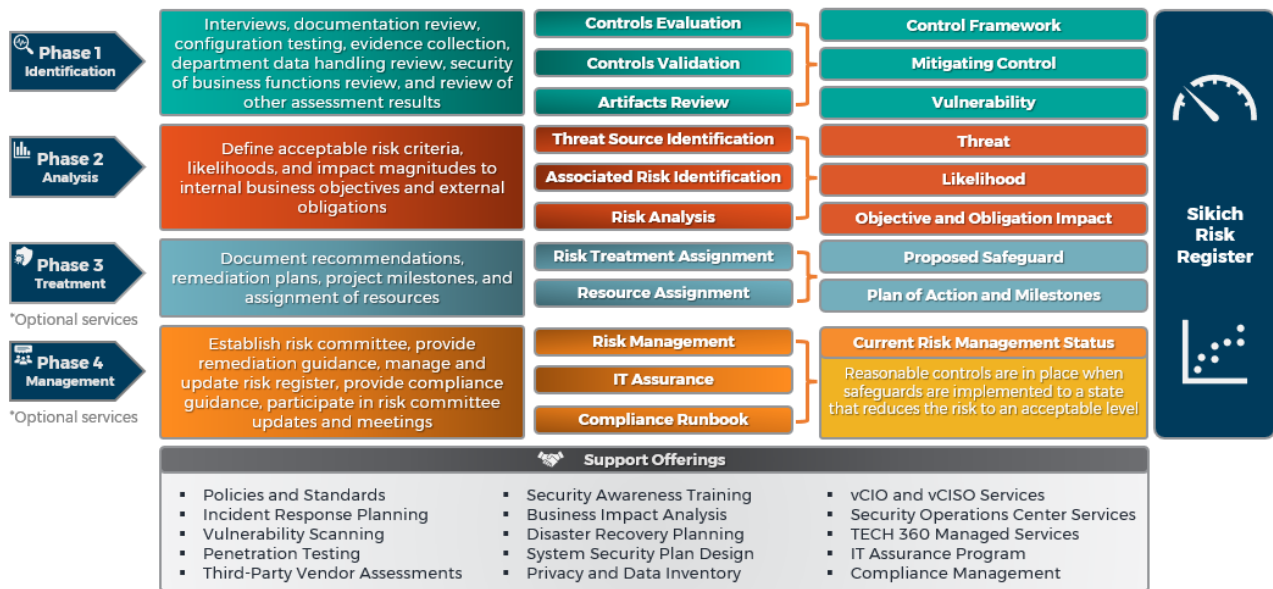 Phase 1
Identification
Interviews, documentation review,
configuration testing, evidence collection,
department data handling review, security
of business functions review, and review of
other assessment results
Controls Evaluation
Controls Validation
Artifacts Review
Control Framework
Mitigating Control
Vulnerability
Phase 2
Analysis
Define acceptable risk criteria,
likelihoods, and impact magnitudes to
internal business objectives and external
obligations
Threat Source Identification
Associated Risk Identification
Risk Analysis
Threat
Likelihood
Objective and Obligation Impact
Phase 3
Treatment
*Optional services
Document recommendations,
remediation plans, project milestones, and
assignment of resources
Risk Treatment Assignment
Resource Assignment
Proposed Safeguard
Plan of Action and Milestones
Phase 4
Management
*Optional services
Establish risk committee, provide
remediation guidance, manage and
update risk register, provide compliance
guidance, participate in risk committee
updates and meetings
Risk Management
IT Assurance
Compliance Runbook
Current Risk Management Status
Reasonable controls are in place when
safeguards are implemented to a state
that reduces the risk to an acceptable level
Sikich
Risk
Register
Support Offerings
Policies and Standards
Incident Response Planning
Vulnerability Scanning
Penetration Testing
Third-Party Vendor Assessments
Security Awareness Training
Business Impact Analysis
Disaster Recovery Planning
System Security Plan Design
Privacy and Data Inventory
vCIO and vCISO Services
Security Operations Center Services
TECH 360 Managed Services
IT Assurance Program
Compliance Management